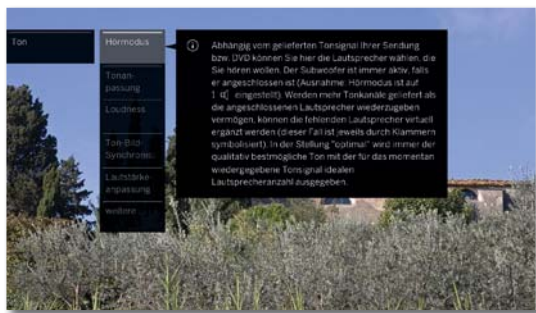 Ton
Hörmodus
Tonan-
passung
Loudness
Ton-Bild-
Synchronis.
Lautstärke
anpassung
weitere ...
Abhängig vom gelieferten Tonsignal Ihrer Sendung
bzw. DVD können Sie hier die Lautsprecher wählen, die
Sie hören wollen. Der Subwoofer ist immer aktiv, falls
er angeschlossen ist (Ausnahme: Hörmodus ist auf
1 eingestellt). Werden mehr Tonkanäle geliefert als
die angeschlossenen Lautsprecher wiederzugeben
vermögen, können die fehlenden Lautsprecher virtuell
ergänzt werden (dieser Fall ist jeweils durch Klammern
symbolisiert). In der Stellung "optimal" wird immer der
qualitativ bestmögliche Ton mit der für das momentan
wiedergegebene Tonsignal idealen
Lautsprecheranzahl ausgegeben.